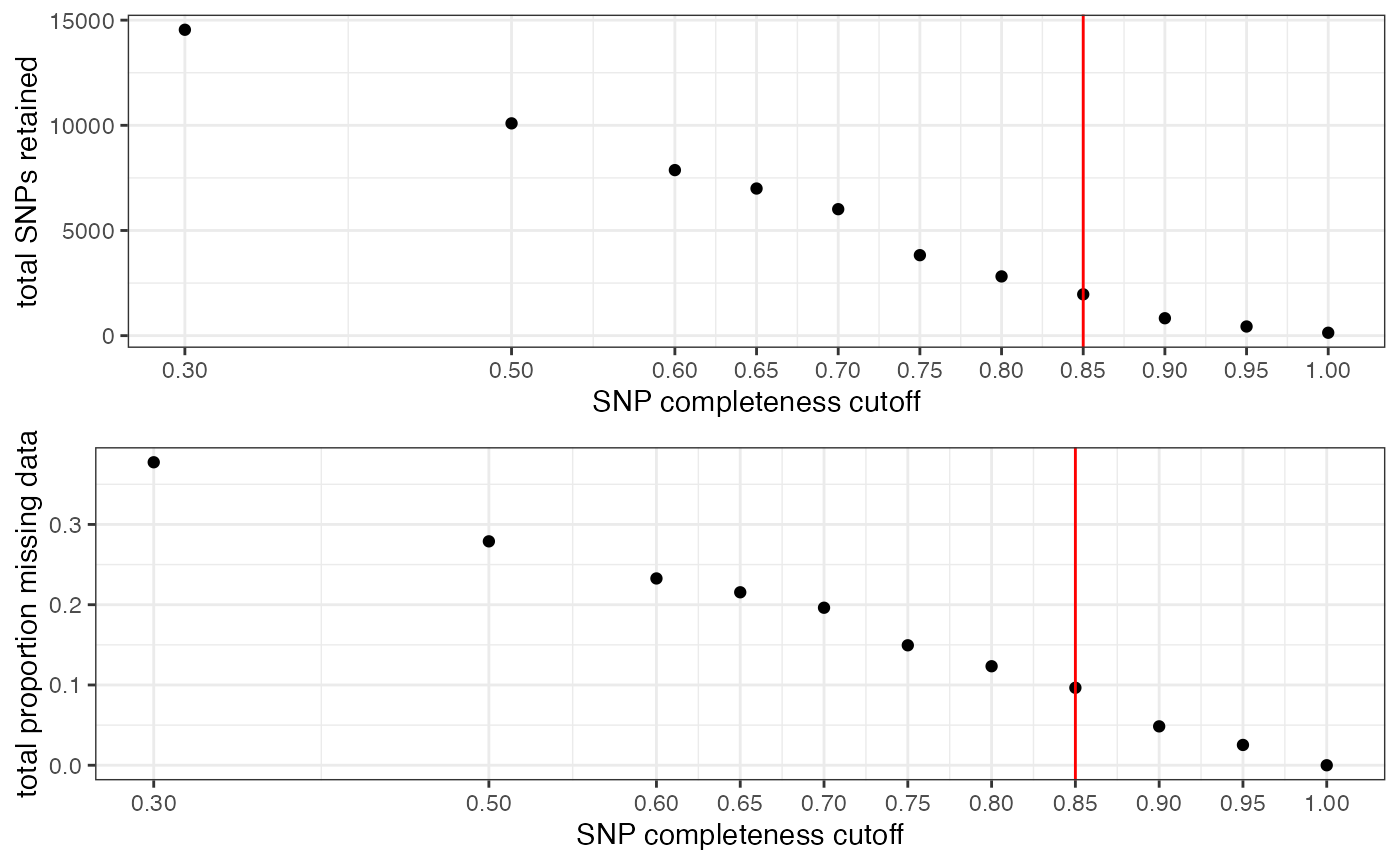 total SNPs retained
15000
10000
5000
0
0.30 0.50 0.60 0.65 0.70 0.75 0.80 0.85 0.90 0.95 1.00
SNP completeness cutoff
total proportion missing data
0.3
0.2
0.1
0.0
0.30 0.50 0.60 0.65 0.70 0.75 0.80 0.85 0.90 0.95 1.00
SNP completeness cutoff